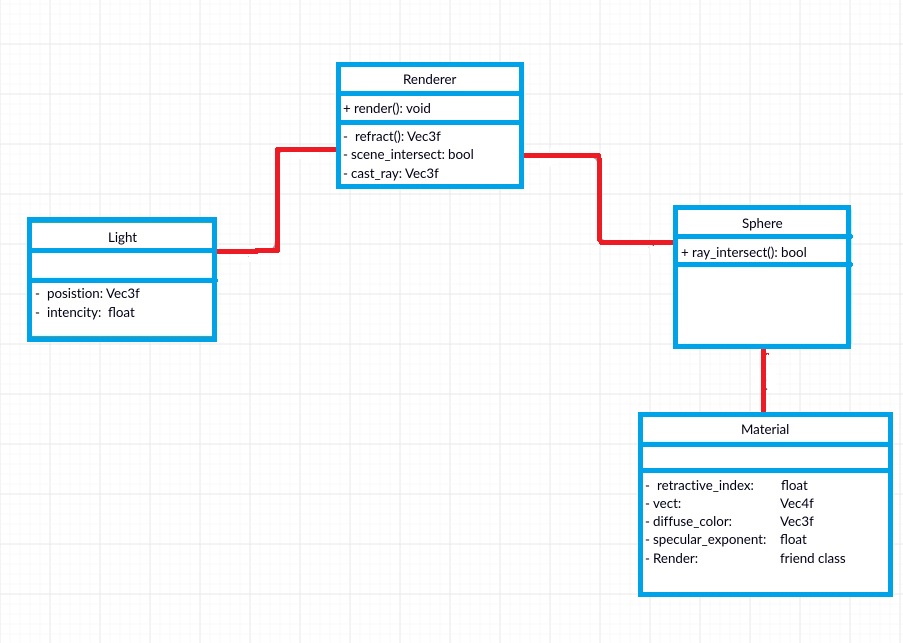 Renderer
+ render(): void
- refract(): Vec3f
- scene_intersect: bool
- cast_ray: Vec3f
Light
- posistion: Vec3f
- intencity: float
Sphere
+ ray_intersect(): bool
Material
- retractive_index: float
- vect: Vec4f
- diffuse_color: Vec3f
- specular_exponent: float
- Render: friend class